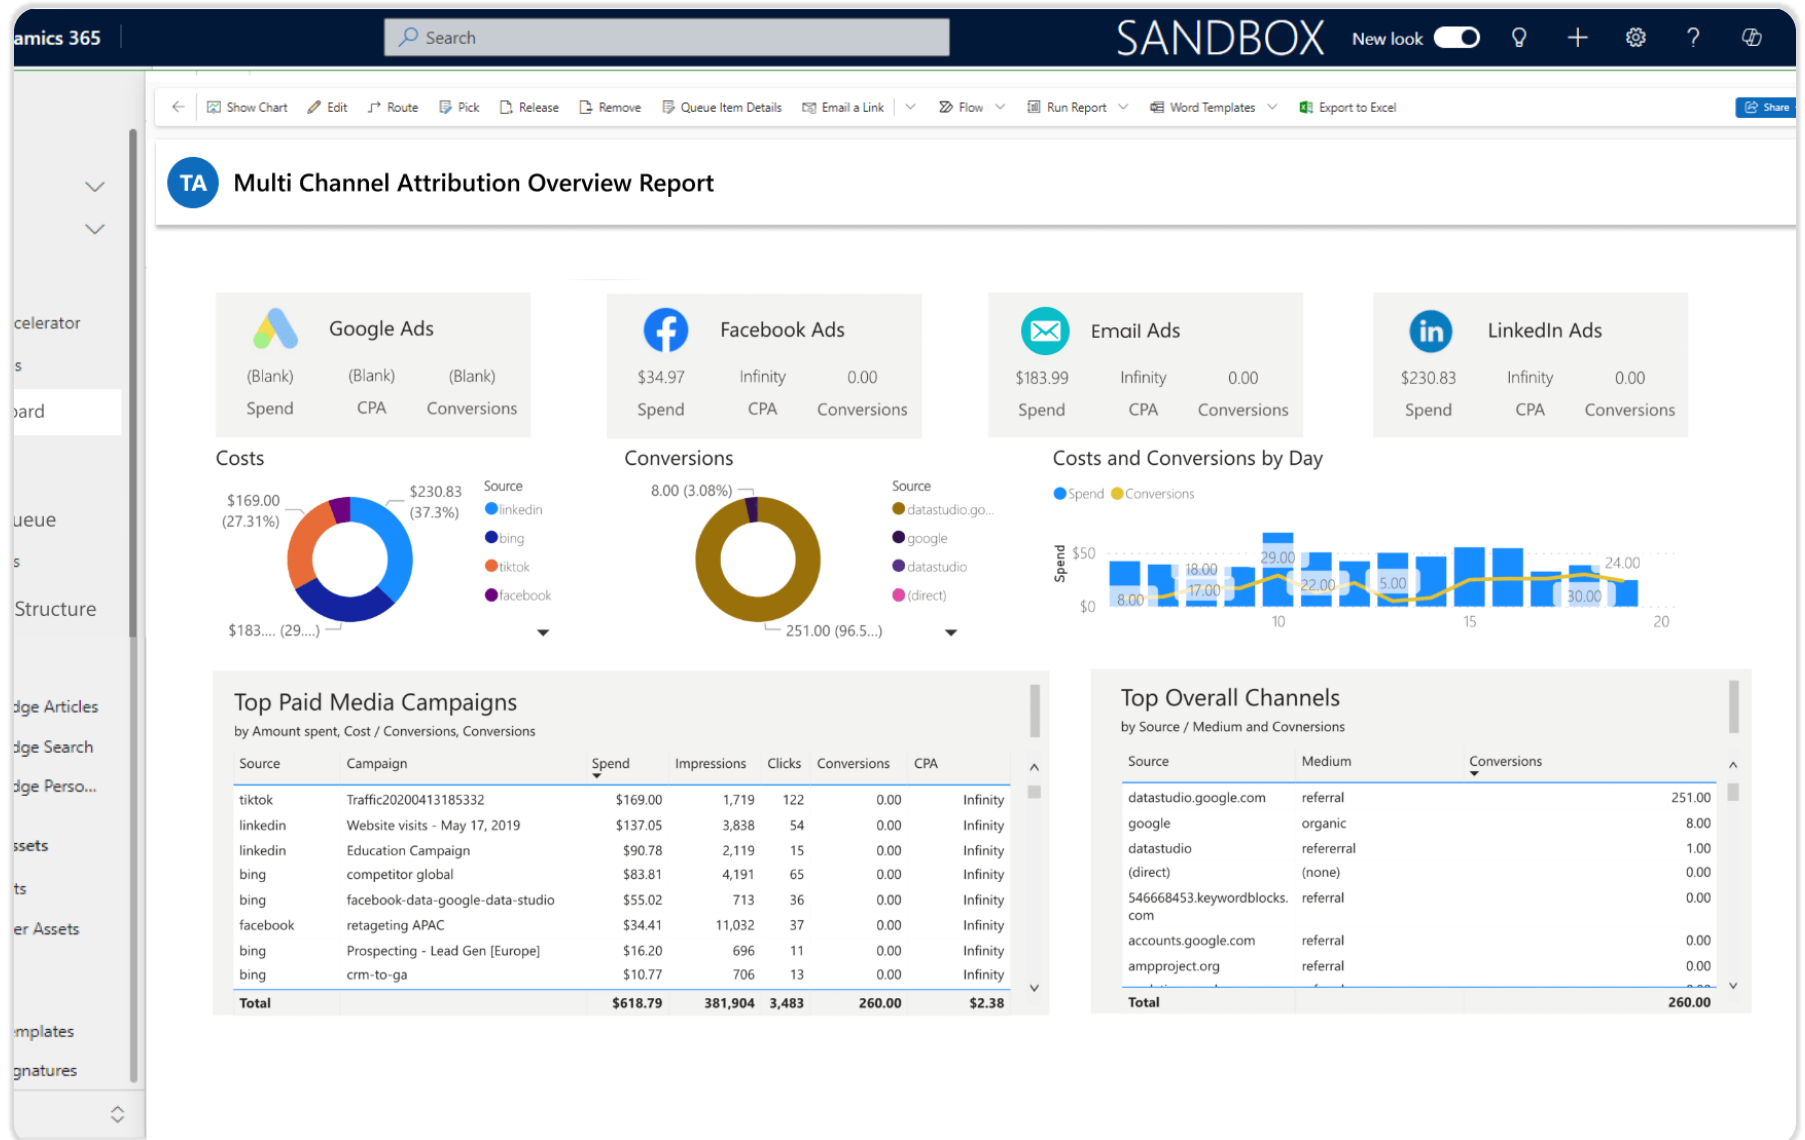 amics 365
Search
SANDBOX
New look
Show Chart Edit Route Pick Release Remove Queue Item Details Email a Link Flow Run Report Word Templates Export to Excel Share
TA Multi Channel Attribution Overview Report
celerator
s
oard
ueue
s
Structure
dge Articles
dge Search
dge Perso...
ssets
ts
er Assets
emplates
gnatures
Google Ads
(Blank) (Blank) (Blank)
Spend CPA Conversions
Facebook Ads
$34.97 Infinity 0.00
Spend CPA Conversions
Email Ads
$183.99 Infinity 0.00
Spend CPA Conversions
LinkedIn Ads
$230.83 Infinity 0.00
Spend CPA Conversions
Costs
$169.00
(27.31%)
$230.83
(37.3%)
$183.... (29....)
Source
linkedin
bing
tiktok
facebook
Conversions
8.00 (3.08%)
251.00 (96.5...)
Source
datastudio.go...
google
datastudio
(direct)
Costs and Conversions by Day
Spend Conversions
Spend
$50
$0
8.00
18.00
17.00
29.00
22.00
5.00
30.00
24.00
10 15 20
Top Paid Media Campaigns
by Amount spent, Cost / Conversions, Conversions
Source Campaign Spend Impressions Clicks Conversions CPA
tiktok Traffic20200413185332 $169.00 1,719 122 0.00 Infinity
linkedin Website visits - May 17, 2019 $137.05 3,838 54 0.00 Infinity
linkedin Education Campaign $90.78 2,119 15 0.00 Infinity
bing competitor global $83.81 4,191 65 0.00 Infinity
bing facebook-data-google-data-studio $55.02 713 36 0.00 Infinity
facebook retageting APAC $34.41 11,032 37 0.00 Infinity
bing Prospecting - Lead Gen [Europe] $16.20 696 11 0.00 Infinity
bing crm-to-ga $10.77 706 13 0.00 Infinity
Total $618.79 381,904 3,483 260.00 $2.38
Top Overall Channels
by Source / Medium and Covnersions
Source Medium Conversions
datastudio.google.com referral 251.00
google organic 8.00
datastudio refererral 1.00
(direct) (none) 0.00
546668453.keywordblocks. referral 0.00
com
accounts.google.com referral 0.00
ampproject.org referral 0.00
Total 260.00